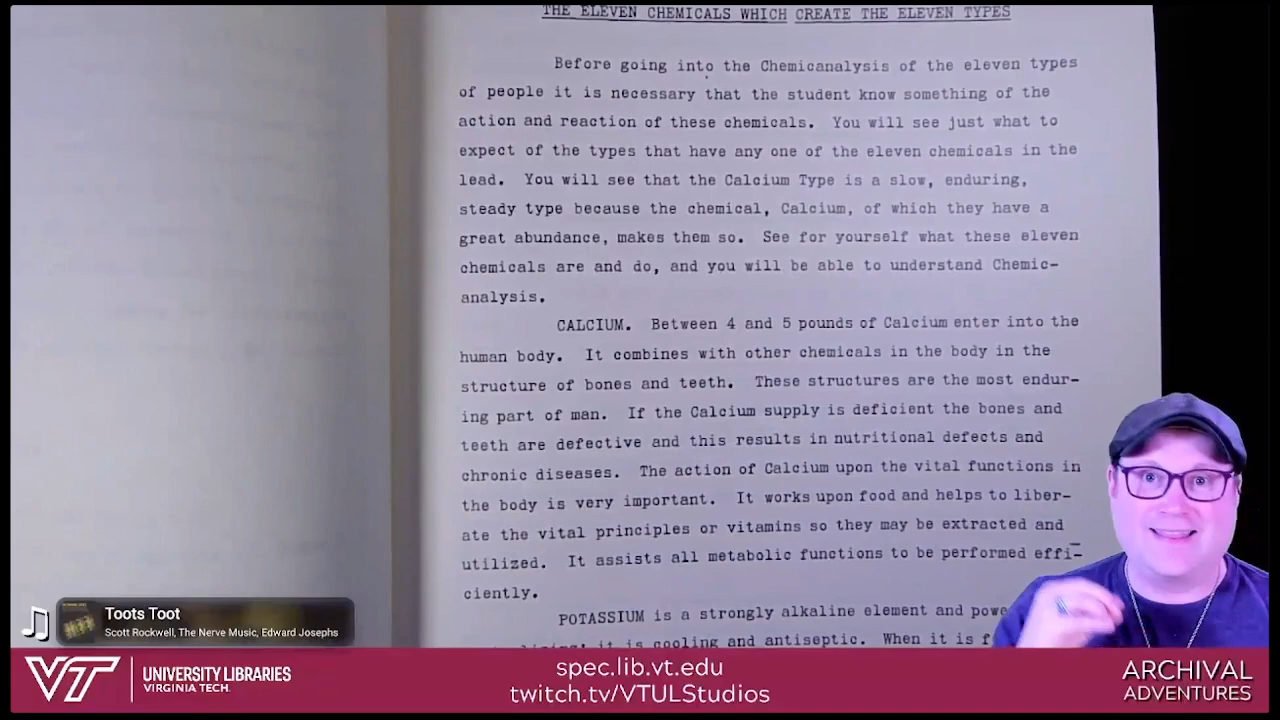 THE ELEVEN CHEMICALS WHICH CREATE THE ELEVEN TYPES
Before going into the Chemicanalysis of the eleven types
of people it is necessary that the student know something of the
action and reaction of these chemicals. You will see just what to
expect of the types that have any one of the eleven chemicals in the
lead. You will see that the Calcium Type is a slow, enduring,
steady type because the chemical, Calcium, of which they have a
great abundance, makes them so. See for yourself what these eleven
chemicals are and do, and you will be able to understand Chemic-
analysis.
CALCIUM. Between 4 and 5 pounds of Calcium enter into the
human body. It combines with other chemicals in the body in the
structure of bones and teeth. These structures are the most endur-
ing part of man. If the Calcium supply is deficient the bones and
teeth are defective and this results in nutritional defects and
chronic diseases. The action of Calcium upon the vital functions in
the body is very important. It works upon food and helps to liber-
ate the vital principles or vitamins so they may be extracted and
utilized. It assists all metabolic functions to be performed effi-
ciently.
POTASSIUM is a strongly alkaline element and
it is cooling and antiseptic. When it is
Toots Toot
Scott Rockwell, The Nerve Music, Edward Josephs
VT UNIVERSITY LIBRARIES
VIRGINIA TECH.
spec.lib.vt.edu
twitch.tv/VTULStudios
ARCHIVAL
ADVENTURES